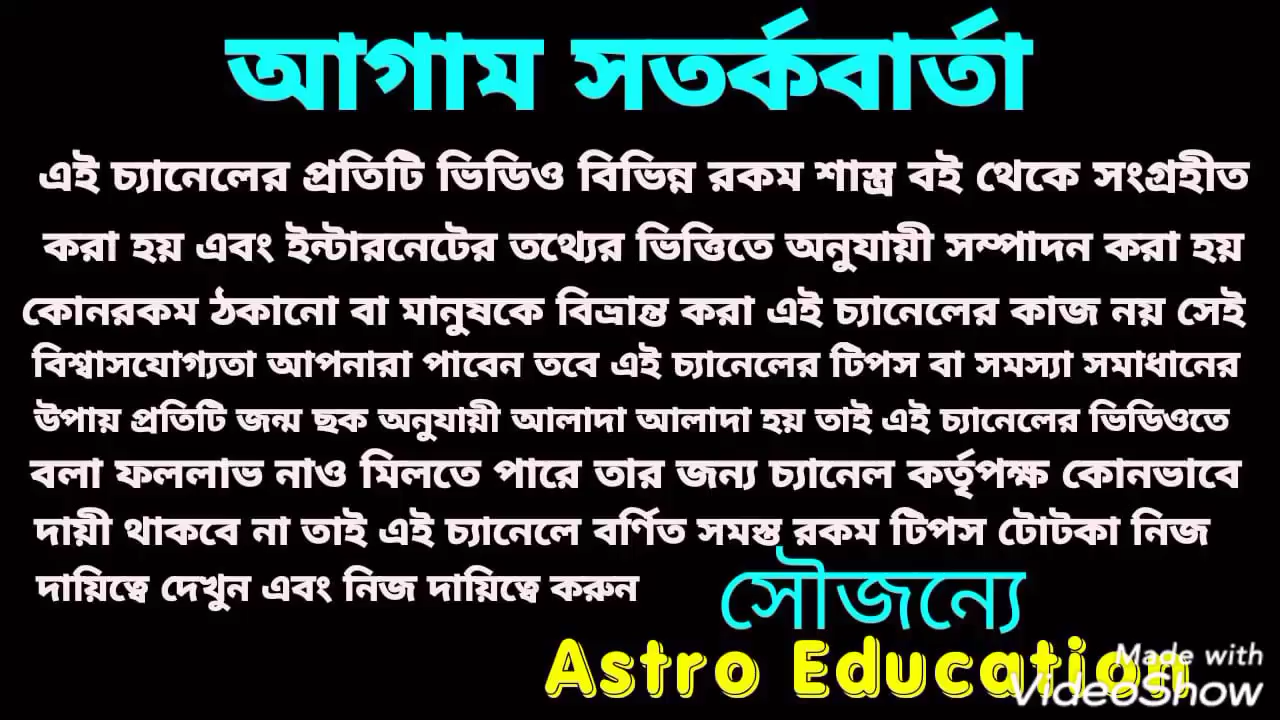 আগাম সতর্কবার্তা
এই চ্যানেলের প্রতিটি ভিডিও বিভিন্ন রকম শাস্ত্র বই থেকে সংগ্রহীত
করা হয় এবং ইন্টারনেটের তথ্যের ভিত্তিতে অনুযায়ী সম্পাদন করা হয়
কোনরকম ঠকানো বা মানুষকে বিভ্রান্ত করা এই চ্যানেলের কাজ নয় সেই
বিশ্বাসযোগ্যতা আপনারা পাবেন তবে এই চ্যানেলের টিপস বা সমস্যা সমাধানের
উপায় প্রতিটি জন্ম ছক অনুযায়ী আলাদা আলাদা হয় তাই এই চ্যানেলের ভিডিওতে
বলা ফললাভ নাও মিলতে পারে তার জন্য চ্যানেল কর্তৃপক্ষ কোনভাবে
দায়ী থাকবে না তাই এই চ্যানেলে বর্ণিত সমস্ত রকম টিপস টোটকা নিজ
দায়িত্বে দেখুন এবং নিজ দায়িত্বে করুন
সৌজন্যে
Astro Education
Made with
VideoShow